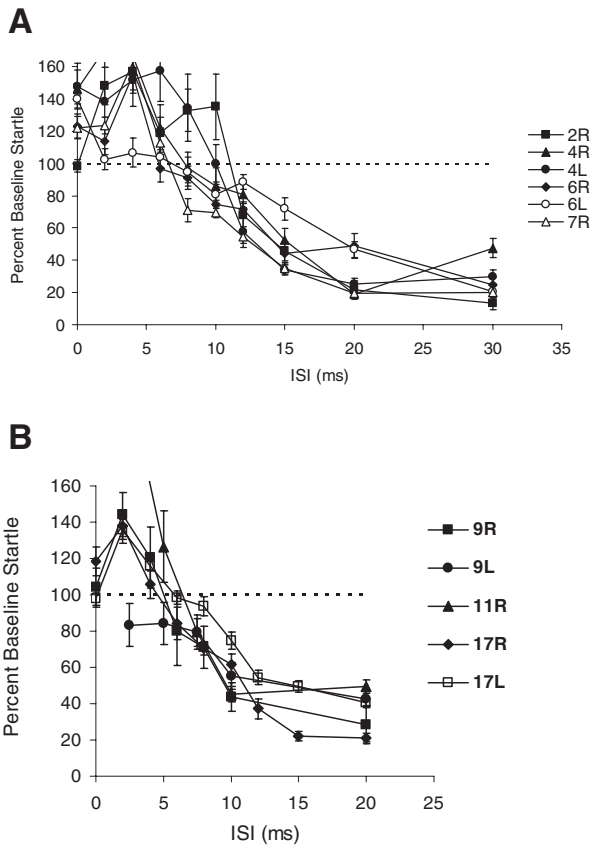 A
Percent Baseline Startle
160
140
120
100
80
60
40
20
0
0 5 10 15 20 25 30 35
ISI (ms)
2R
4R
4L
6R
6L
7R
B
Percent Baseline Startle
160
140
120
100
80
60
40
20
0
0 5 10 15 20 25
ISI (ms)
9R
9L
11R
17R
17L